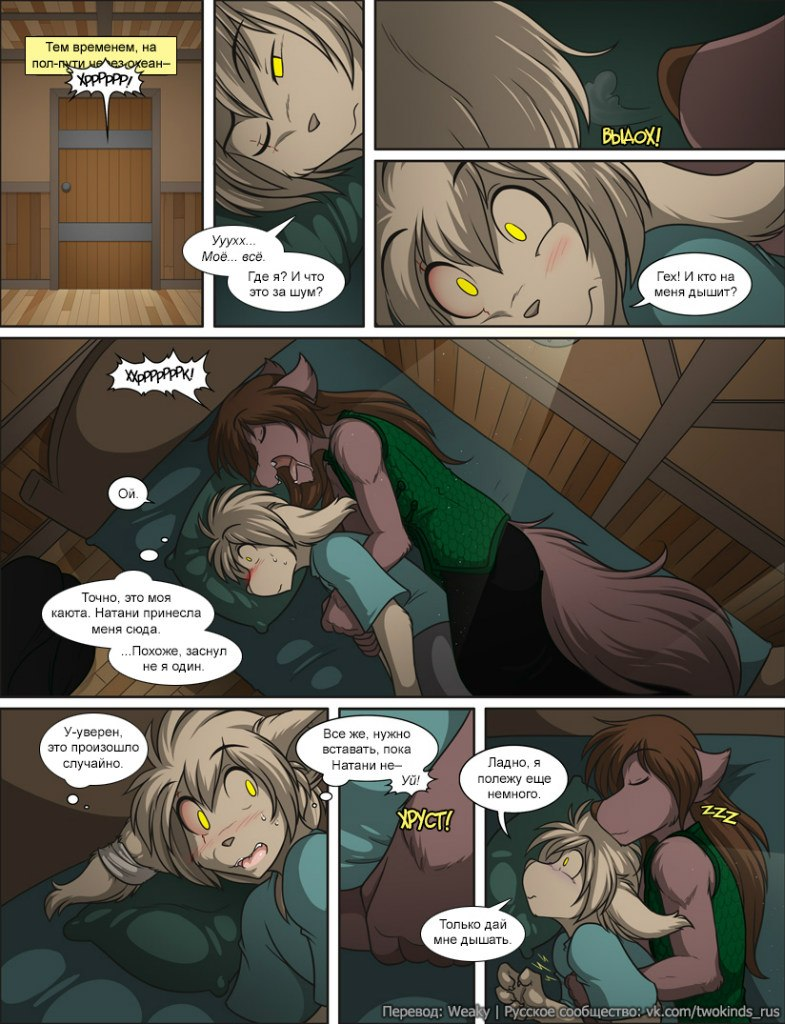 Тем временем, на
пол-пути через океан–
ХРРРРРР!
Ууухх...
Моё... всё.
Где я? И что
это за шум?
ВЫДОХ!
Гех! И кто на
меня дышит?
ХХРРРРРРК!
Ой.
Точно, это моя
каюта. Натани принесла
меня сюда.
...Похоже, заснул
не я один.
У-уверен,
это произошло
случайно.
Все же, нужно
вставать, пока
Натани не–
Уй!
ХРУСТ!
Ладно, я
полежу еще
немного.
ZZZ
Только дай
мне дышать.
Перевод: Weaky | Русское сообщество: vk.com/twokinds_rus